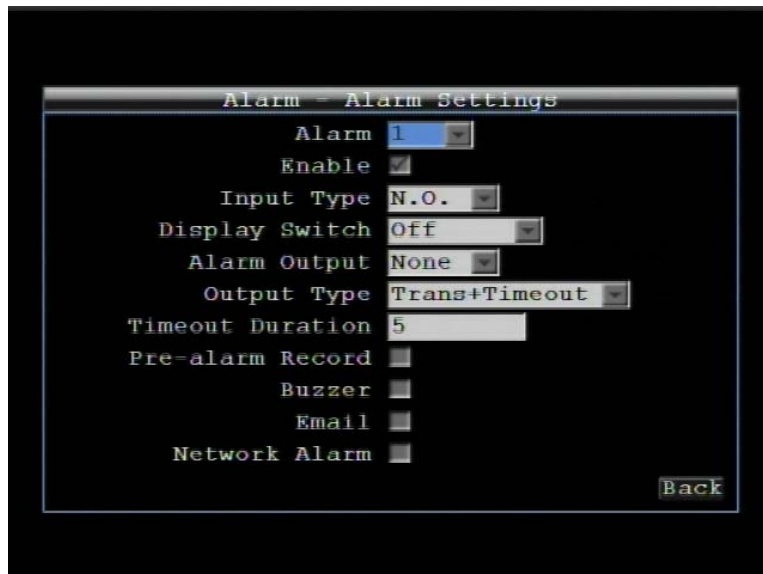 Alarm - Alarm Settings
Alarm 1
Enable
Input Type N.O.
Display Switch Off
Alarm Output None
Output Type Trans+Timeout
Timeout Duration 5
Pre-alarm Record
Buzzer
Email
Network Alarm
Back